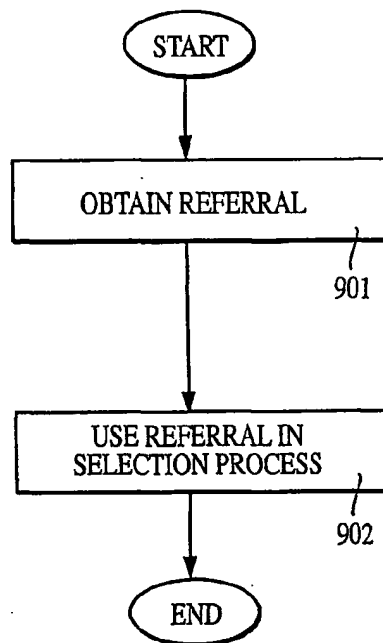 START
OBTAIN REFERRAL
901
USE REFERRAL IN
SELECTION PROCESS
902
END